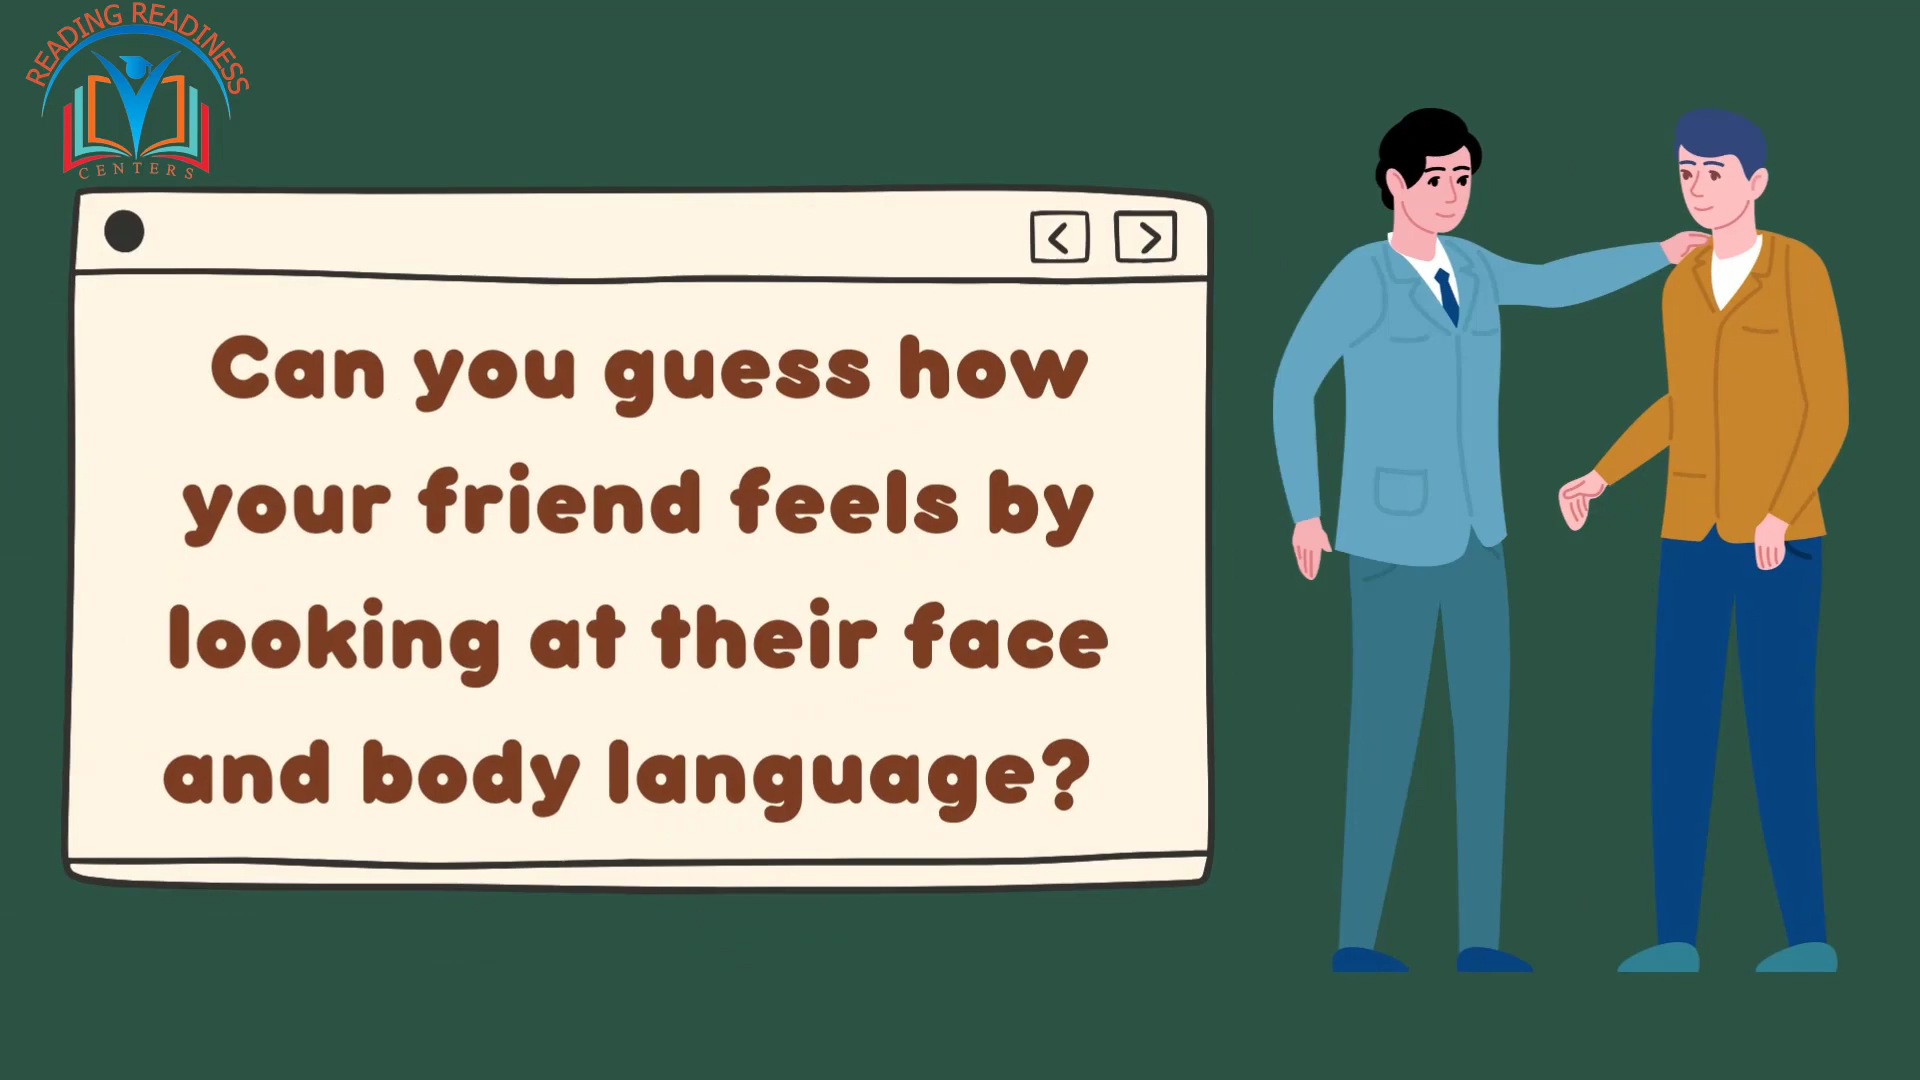 READING READINESS
CENTERS
Can you guess how
your friend feels by
looking at their face
and body language?